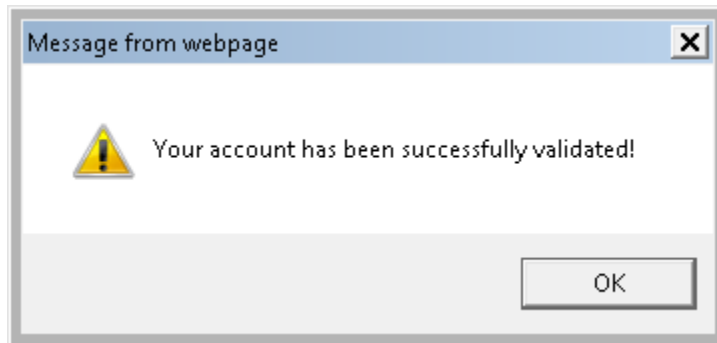 Message from webpage
Your account has been successfully validated!
OK